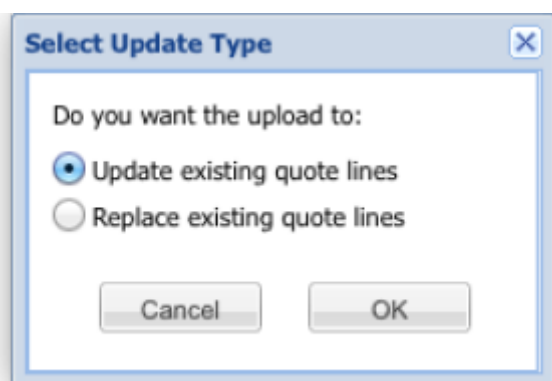 Select Update Type
Do you want the upload to:
Update existing quote lines
Replace existing quote lines
Cancel OK